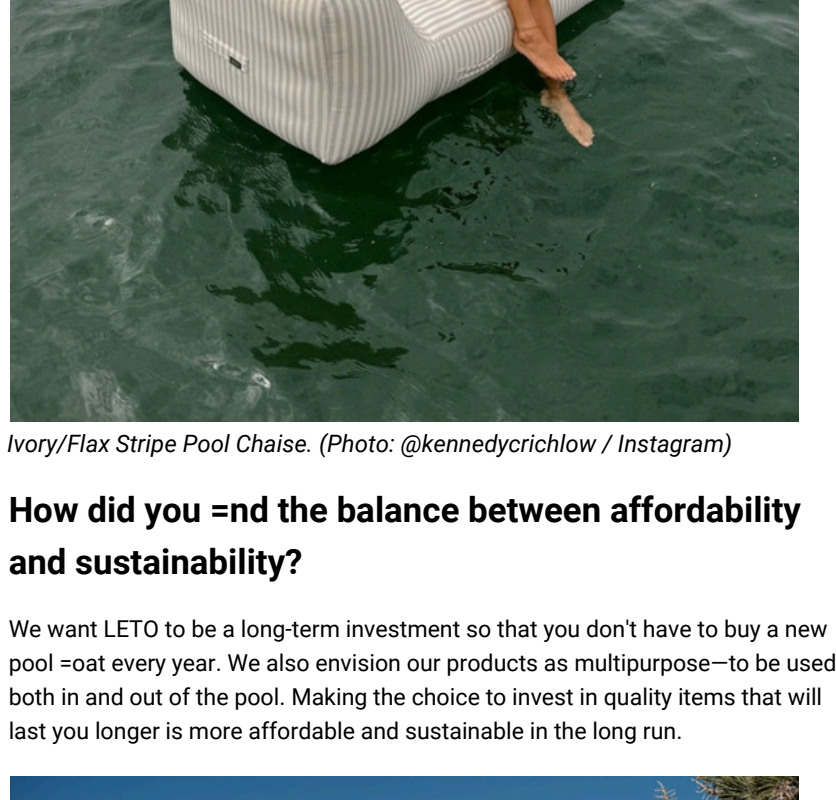 Ivory/Flax Stripe Pool Chaise. (Photo: @kennedycrichlow / Instagram)
How did you =nd the balance between affordability
and sustainability?
We want LETO to be a long-term investment so that you don't have to buy a new
pool =oat every year. We also envision our products as multipurpose—to be used
both in and out of the pool. Making the choice to invest in quality items that will
last you longer is more affordable and sustainable in the long run.